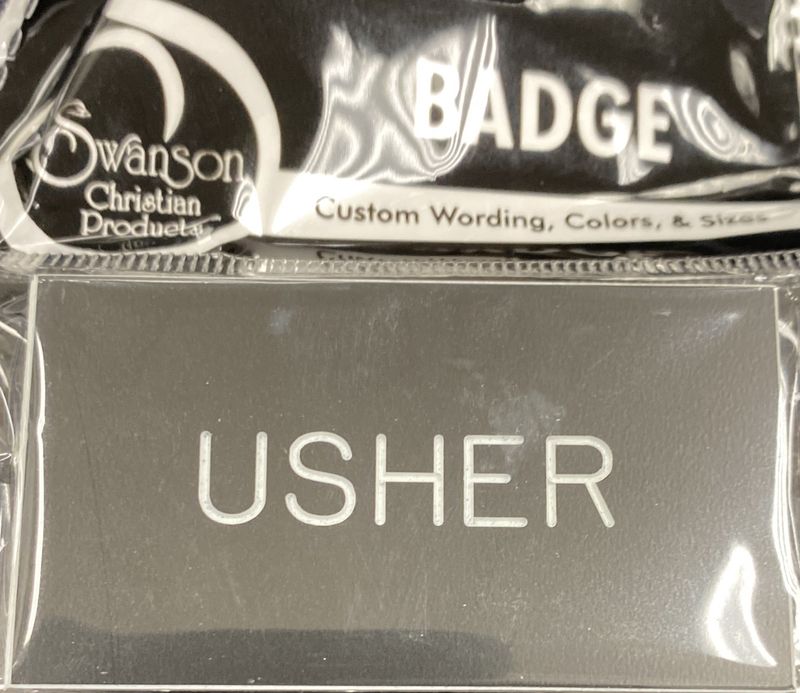 BADGE
Swanson
Christian
Products
Custom Wording, Colors, & Sizes
USHER